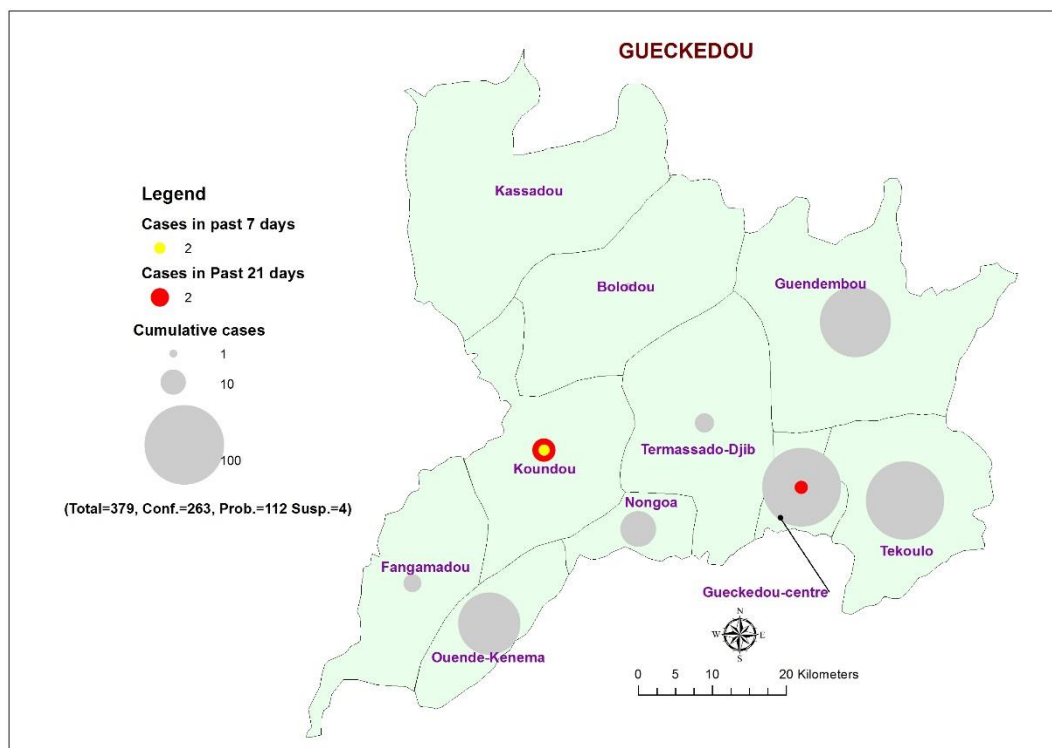 GUECKEDOU
Kassadou
Legend
Cases in past 7 days
2
Cases in Past 21 days
2
Cumulative cases
1
10
100
(Total=379, Conf.=263, Prob.=112 Susp.=4)
Bolodou
Guendembou
Termassado-Djib
Koundou
Nongoa
Tekoulo
Fangamadou
Gueckedou-centre
Ouende-Kenema
N
W E
S
0 5 10 20 Kilometers